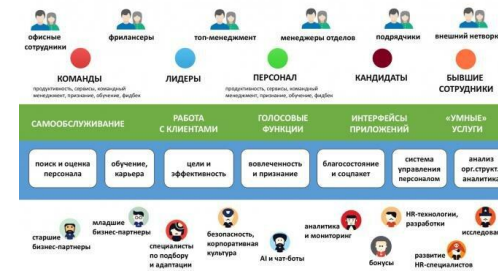 офисные
сотрудники
фрилансеры
топ-менеджмент
менеджеры отделов
подрядчики
внешний нетворк
КОМАНДЫ
продуктивность, сервисы, командный
менеджмент, признание, обучение, фидбек
ЛИДЕРЫ
ПЕРСОНАЛ
продуктивность, сервисы, командный
менеджмент, признание, обучение, фидбек
КАНДИДАТЫ
БЫВШИЕ
СОТРУДНИКИ
САМООБСЛУЖИВАНИЕ
РАБОТА
С КЛИЕНТАМИ
ГОЛОСОВЫЕ
ФУНКЦИИ
ИНТЕРФЕЙСЫ
ПРИЛОЖЕНИЙ
«УМНЫЕ»
УСЛУГИ
поиск и оценка
персонала
обучение,
карьера
цели и
эффективность
вовлеченность
и признание
благосостояние
и соцпакет
система
управления
персоналом
анализ
орг.структ
аналитика
старшие
бизнес-партнеры
младшие
бизнес-партнеры
специалисты
по подбору
и адаптации
безопасность,
корпоративная
культура
AI и чат-боты
аналитика
и мониторинг
бонусы
HR-технологии,
разработки
развитие
HR-специалистов
исследован